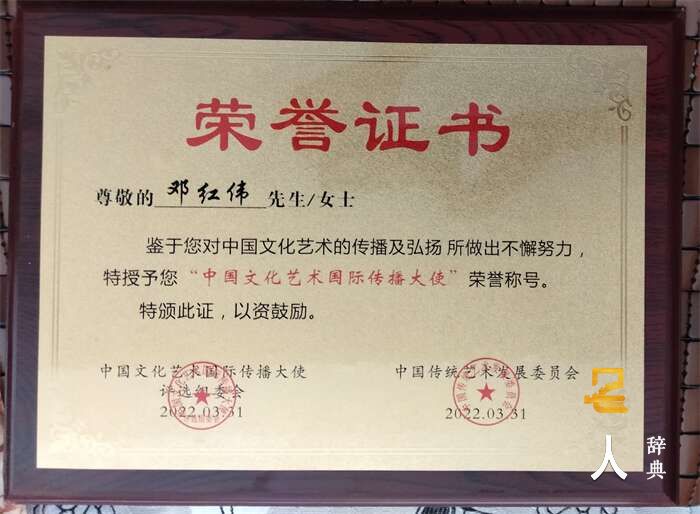 荣誉证书
尊敬的 邓红伟 先生/女士
鉴于您对中国文化艺术的传播及弘扬 所做出不懈努力，
特授予您“中国文化艺术国际传播大使”荣誉称号。
特颁此证，以资鼓励。
中国文化艺术国际传播大使
评选组委会
2022.03.31
中国传统艺术发展委员会
2022.03.31
名人辞典